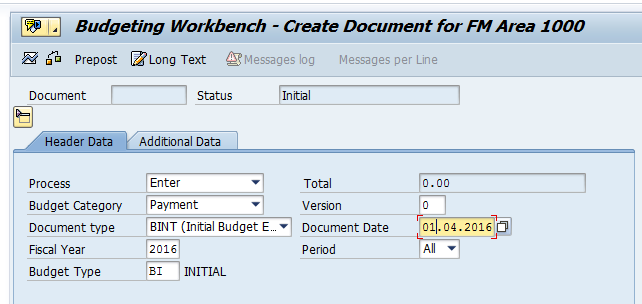 Budgeting Workbench - Create Document for FM Area 1000
Prepost Long Text Messages log Messages per Line
Document Status Initial
Header Data Additional Data
Process Enter Total 0.00
Budget Category Payment Version 0
Document type BINT (Initial Budget E... Document Date 01.04.2016
Fiscal Year 2016 Period All
Budget Type BI INITIAL